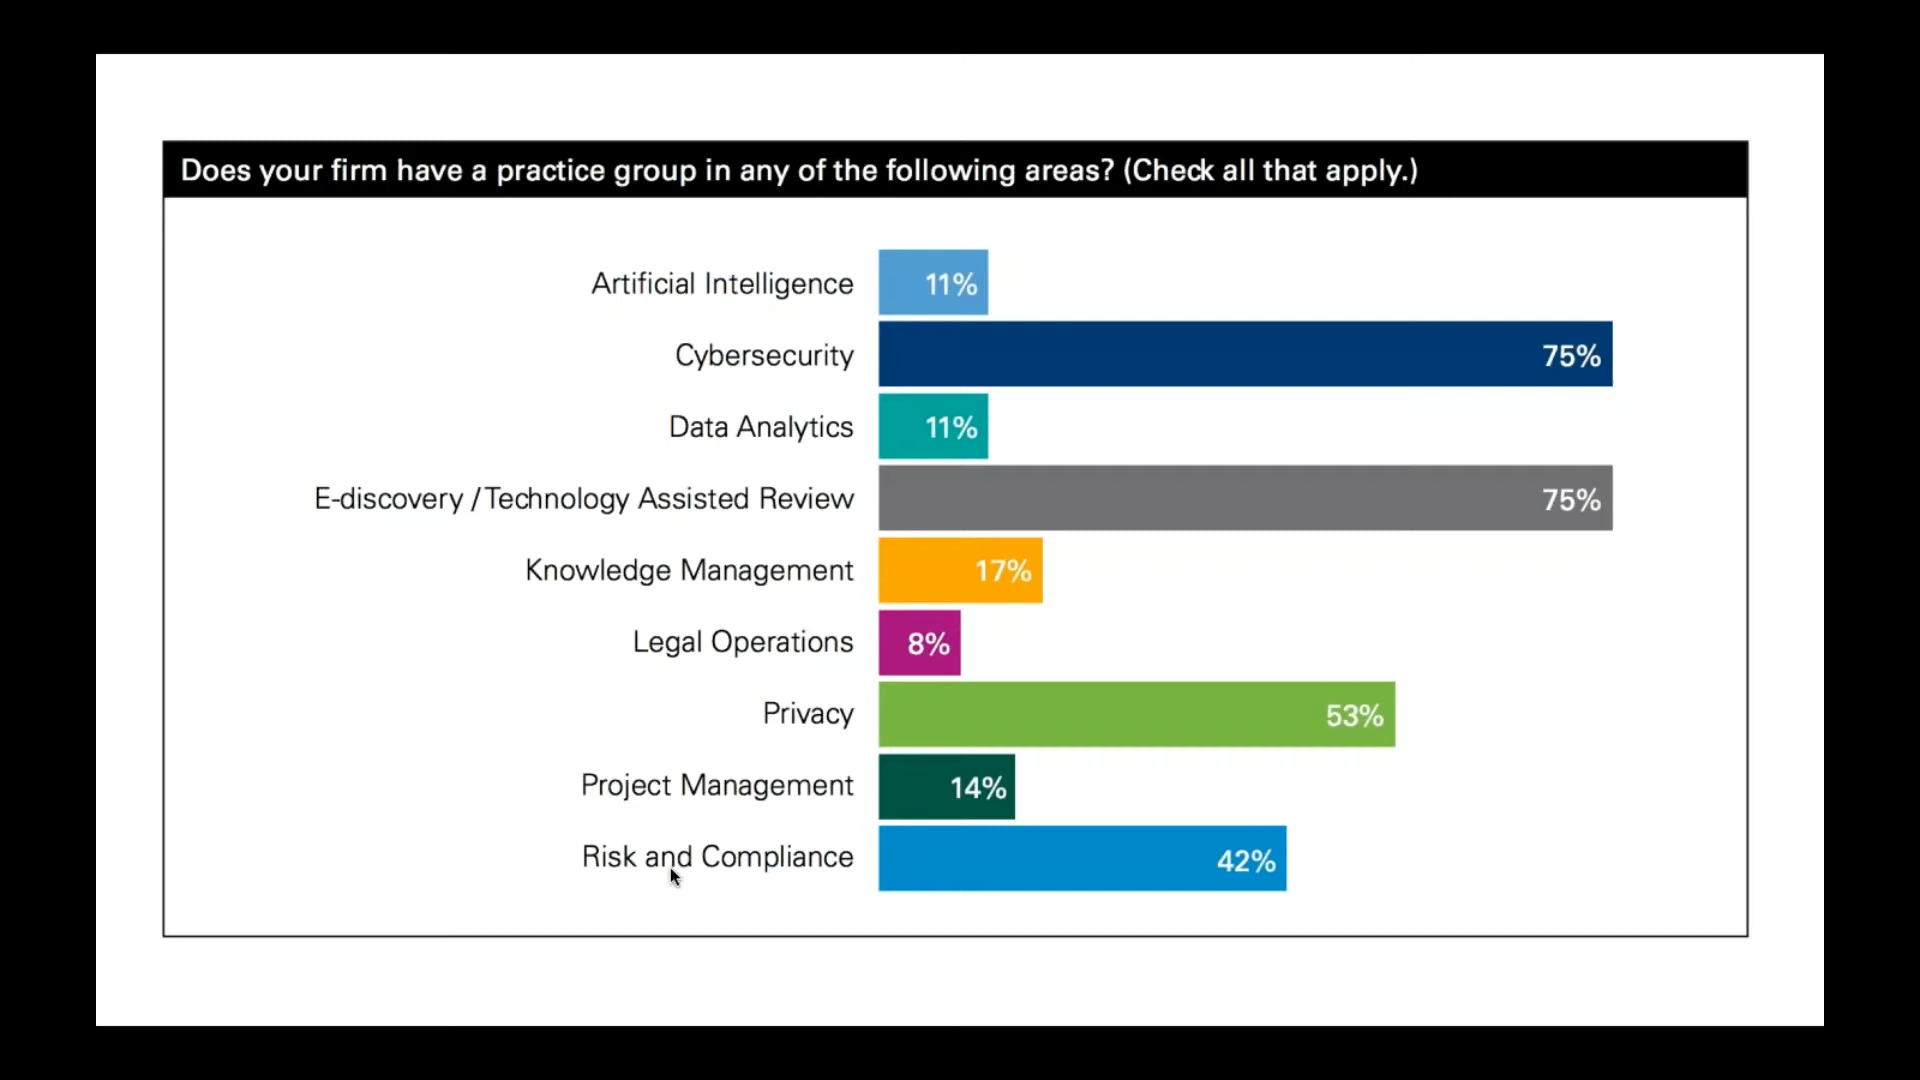 Does your firm have a practice group in any of the following areas? (Check all that apply.)
Artificial Intelligence 11%
Cybersecurity 75%
Data Analytics 11%
E-discovery / Technology Assisted Review 75%
Knowledge Management 17%
Legal Operations 8%
Privacy 53%
Project Management 14%
Risk and Compliance 42%